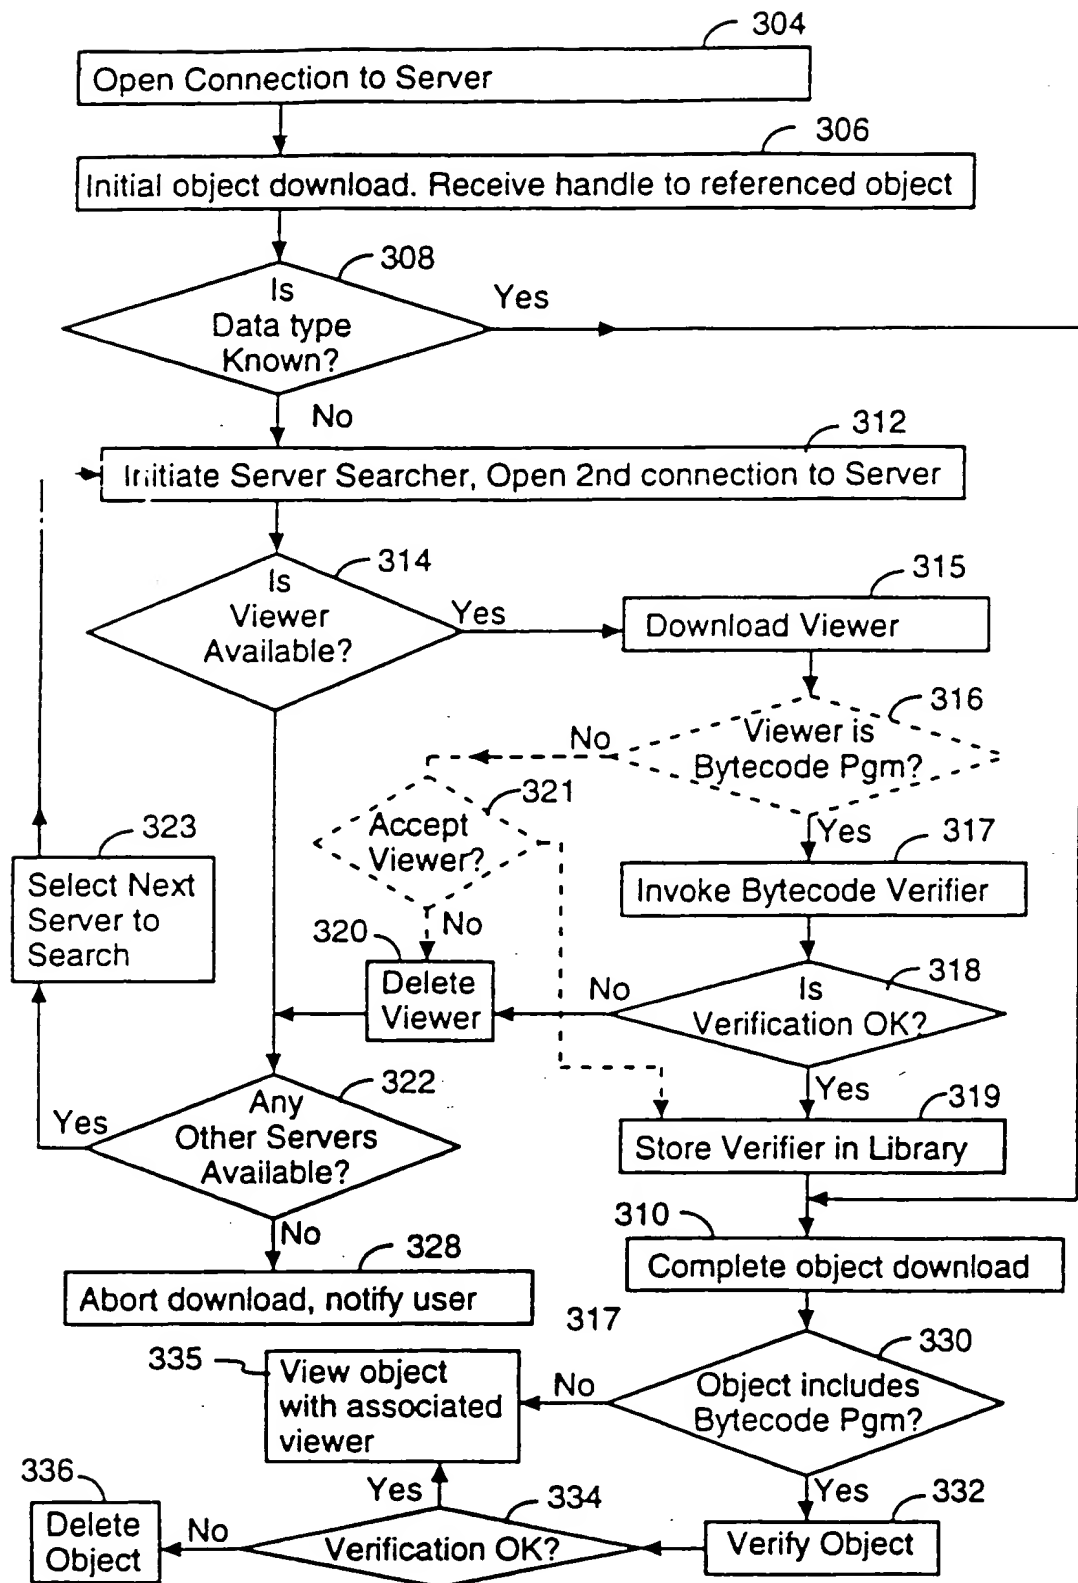 304
Open Connection to Server
306
Initial object download. Receive handle to referenced object
308
Is
Data type
Known?
Yes
No
312
Initiate Server Searcher, Open 2nd connection to Server
314
Is
Viewer
Available?
Yes
315
Download Viewer
316
Viewer is
Bytecode Pgm?
No
Yes
321
Accept
Viewer?
No
323
Select Next
Server to
Search
317
Invoke Bytecode Verifier
320
Delete
Viewer
No
318
Is
Verification OK?
Yes
322
Any
Other Servers
Available?
Yes
No
319
Store Verifier in Library
310
Complete object download
328
Abort download, notify user
317
330
Object includes
Bytecode Pgm?
No
Yes
335
View object
with associated
viewer
336
Delete
Object
No
Yes
334
Verification OK?
332
Verify Object